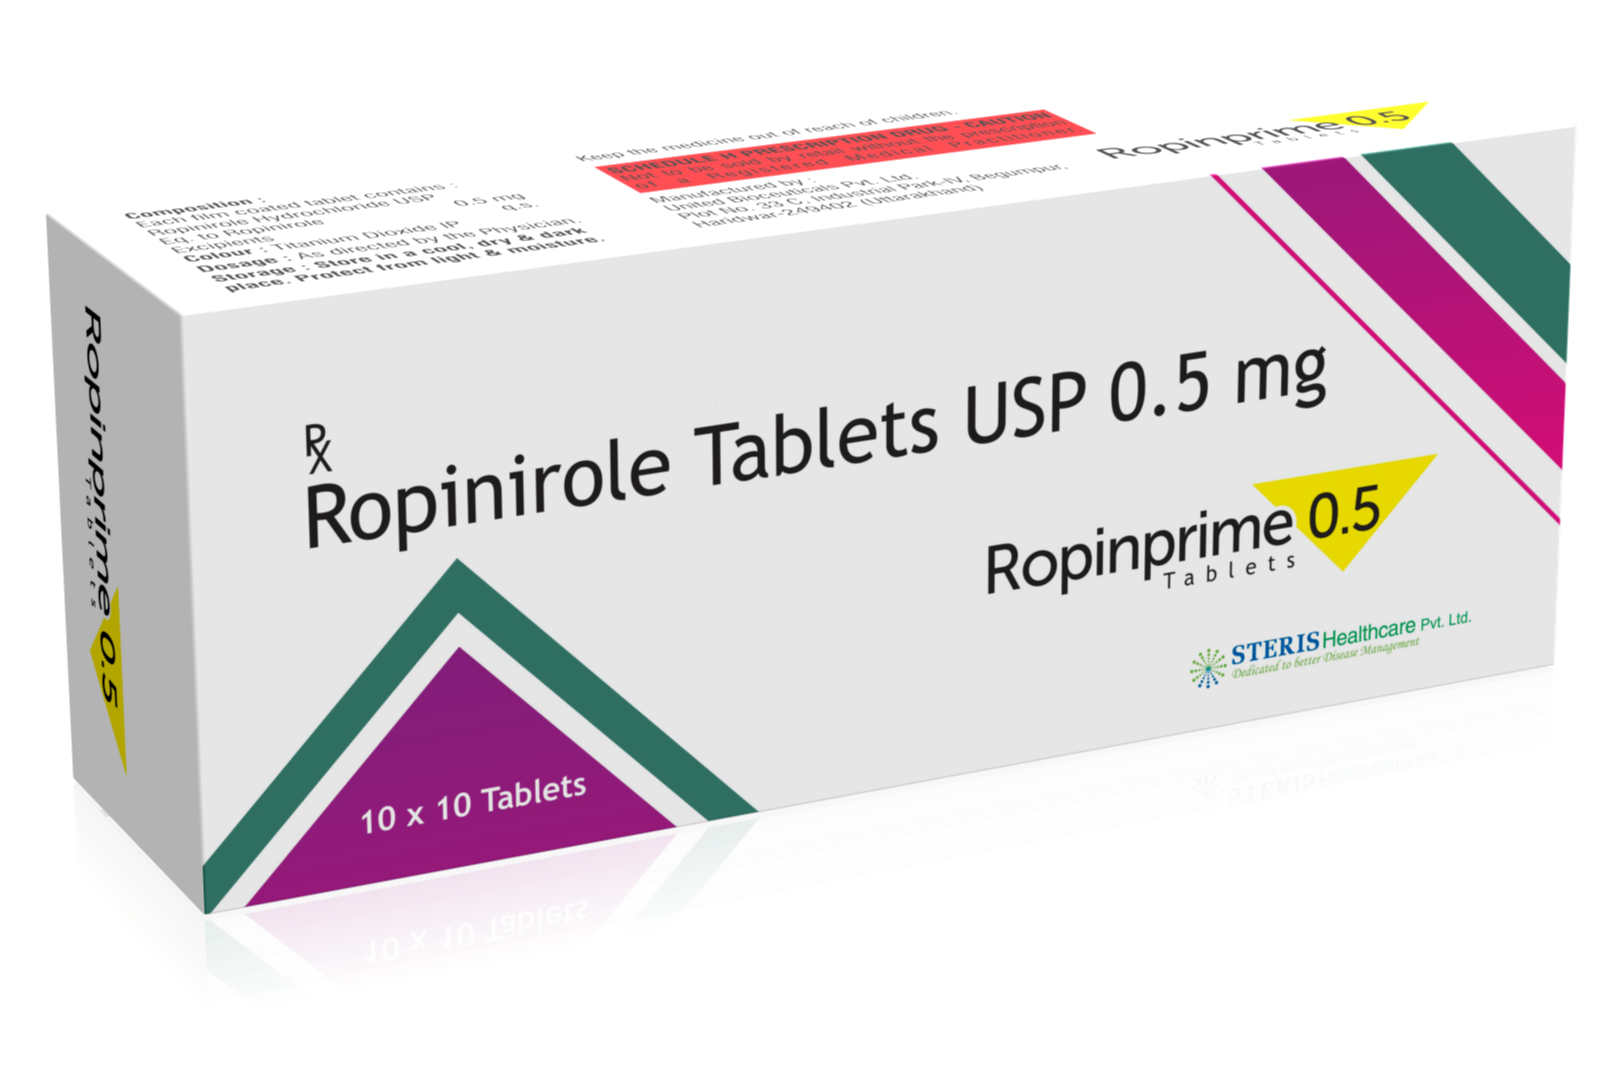 Composition :
Each film coated tablet contains :
Ropinirole Hydrochloride USP
Eq. to Ropinirole 0.5 mg
Excipients q.s.
Colour : Titanium Dioxide IP
Dosage : As directed by the Physician.
Storage : Store in a cool, dry & dark
place. Protect from light & moisture.
Keep the medicine out of reach of children.
SCHEDULE H PRESCRIPTION DRUG - CAUTION
Not to be sold by retail without the prescription
of a Registered Medical Practitioner
Manufactured by :
United Bioceuticals Pvt. Ltd.
Plot No. 33 C, Industrial Park-IV, Begumpur,
Haridwar-249402 (Uttarakhand)
Ropinprime 0.5
Tablets
Ropinprime 0.5
Tablets
Rx
Ropinirole Tablets USP 0.5 mg
Ropinprime 0.5
Tablets
STERIS Healthcare Pvt. Ltd.
Dedicated to better Disease Management
10 x 10 Tablets